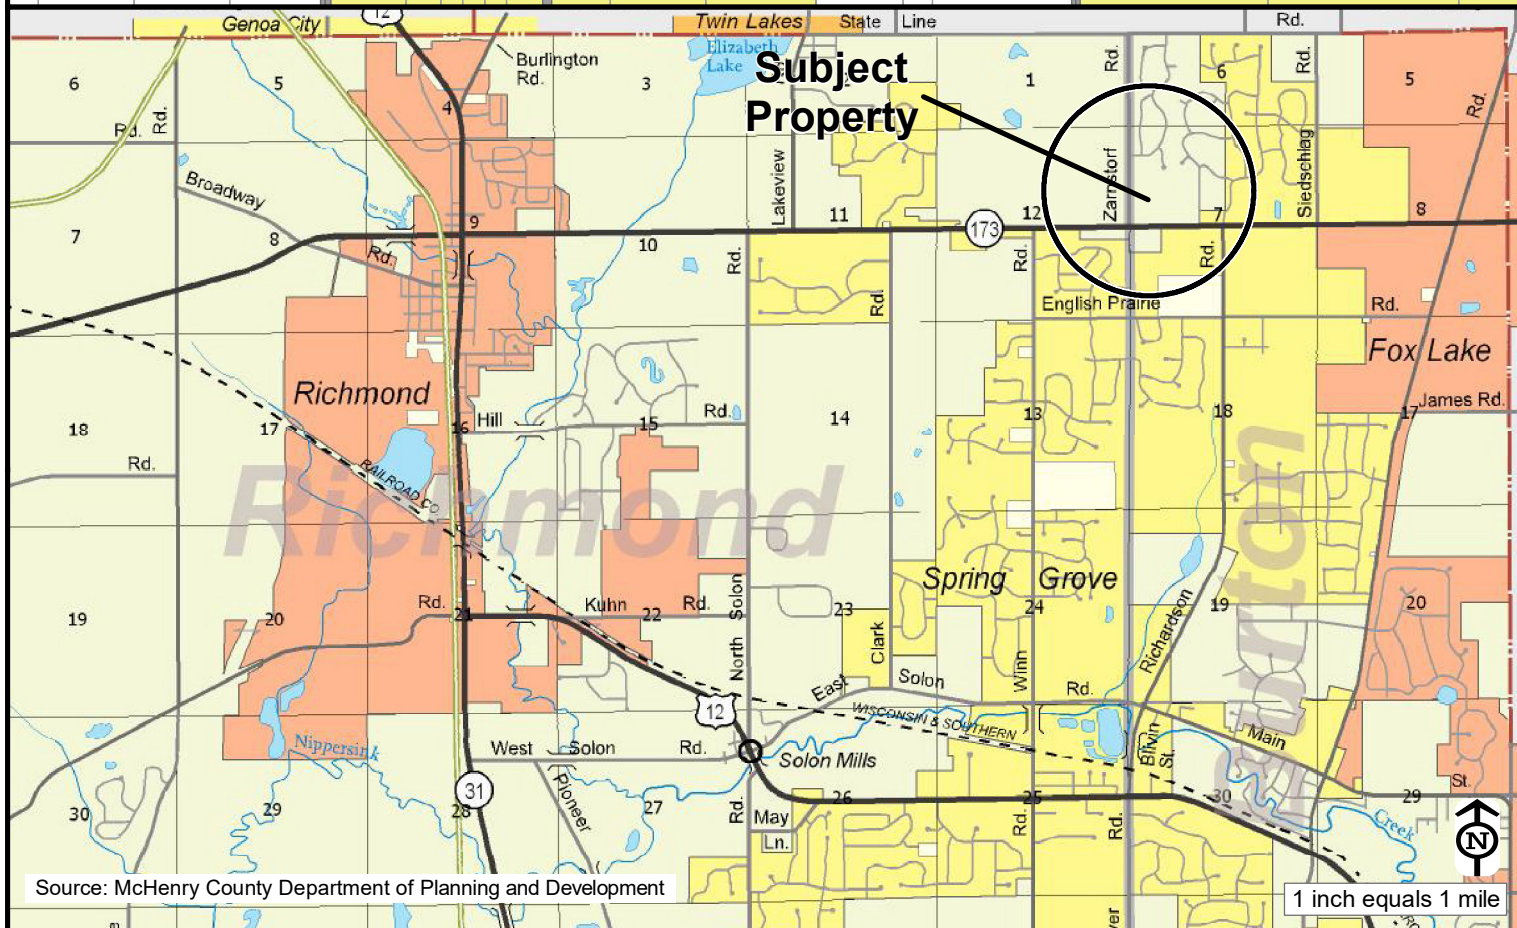 12
Genoa City
Twin Lakes
State
Line
Rd.
Burlington
Rd.
Elizabeth
Lake
Subject
Property
6
5
4
3
1
Rd.
6
Rd.
5
Rd.
Rd.
Rd.
Broadway
Lakeview
Zarnstorf
Siedschlag
7
8
9
10
11
12
7
8
173
Rd.
Rd.
Rd.
Rd.
Rd.
English Prairie
Rd.
Fox Lake
Richmond
James Rd.
18
17
16
Hill
15
Rd.
14
13
18
17
Rd.
RAILROAD CO.
Richmond
Burton
Spring Grove
19
20
Rd.
21
Kuhn
22
Rd.
North Solon
23
Clark
24
Winn
Richardson
19
20
East
Solon
Rd.
12
WISCONSIN & SOUTHERN
Nippersink
West
Solon
Rd.
Solon Mills
Blivin
St.
Main
St.
31
Pioneer
30
29
28
27
Rd.
May
Ln.
26
25
Rd.
Rd.
30
29
Creek
N
Source: McHenry County Department of Planning and Development
1 inch equals 1 mile